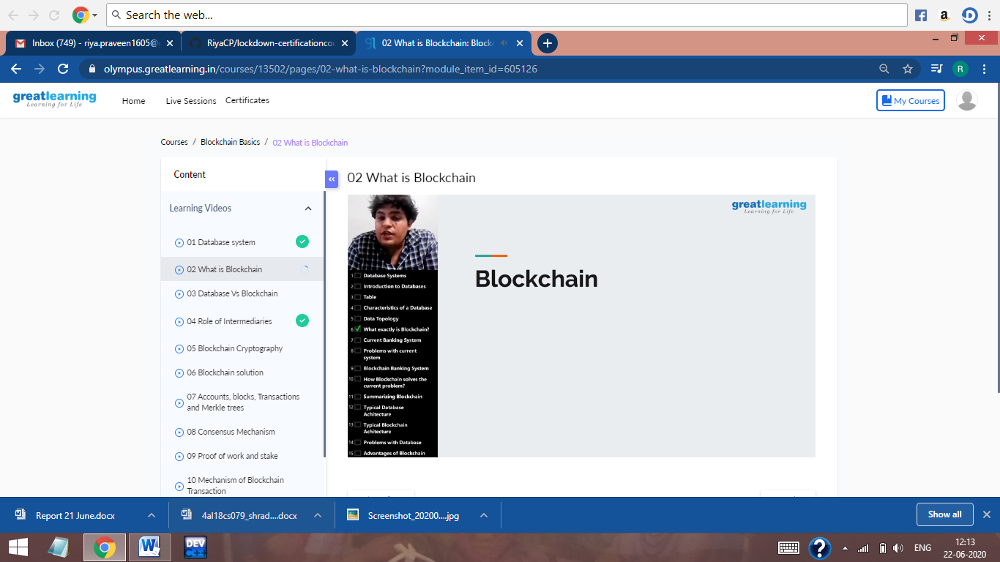 Search the web...
Inbox (749) - riya.praveen1605@
RiyaCP/lockdown-certificationcou
02 What is Blockchain: Block
olympus.greatlearning.in/courses/13502/pages/02-what-is-blockchain?module_item_id=605126
R
greatlearning
Learning for Life
Home
Live Sessions
Certificates
My Courses
Courses / Blockchain Basics / 02 What is Blockchain
Content
Learning Videos
01 Database system
02 What is Blockchain
03 Database Vs Blockchain
04 Role of Intermediaries
05 Blockchain Cryptography
06 Blockchain solution
07 Accounts, blocks, Transactions
and Merkle trees
08 Consensus Mechanism
09 Proof of work and stake
10 Mechanism of Blockchain
Transaction
02 What is Blockchain
greatlearning
Learning for Life
Blockchain
1 Database Systems
2 Introduction to Databases
3 Table
4 Characteristics of a Database
5 Data Topology
6 What exactly is Blockchain?
7 Current Banking System
8 Problems with current
system
9 Blockchain Banking System
10 How Blockchain solves the
current problem?
11 Summarizing Blockchain
12 Typical Database
Achitecture
13 Typical Blockchain
Achitecture
14 Problems with Database
15 Advantages of Blockchain
Report 21 June.docx
4al18cs079_shrad....docx
Screenshot_20200....jpg
Show all
DEV
C++
ENG
12:13
22-06-2020